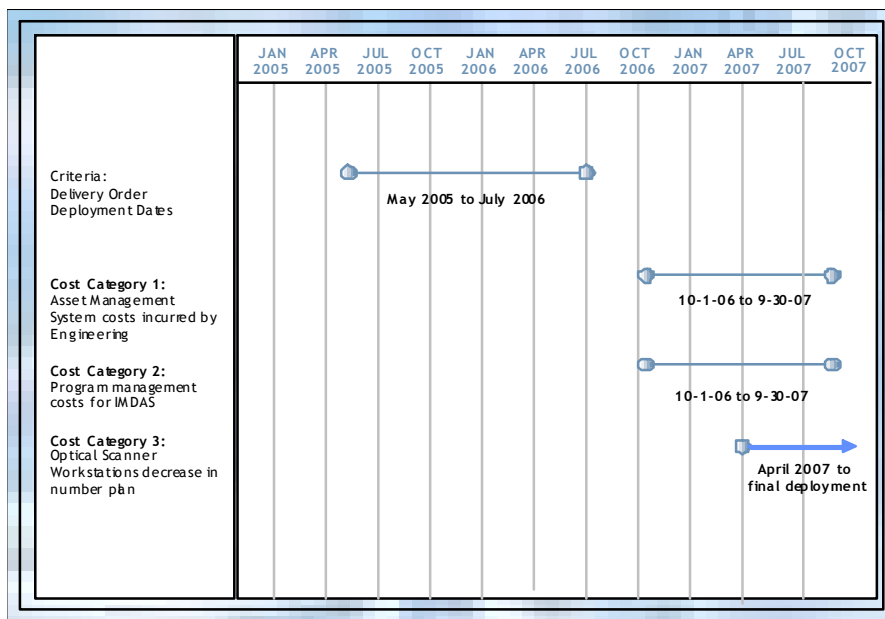 JAN APR JUL OCT JAN APR JUL OCT JAN APR JUL OCT
2005 2005 2005 2005 2006 2006 2006 2006 2007 2007 2007 2007
Criteria:
Delivery Order
Deployment Dates
May 2005 to July 2006
Cost Category 1:
Asset Management
System costs incurred by
Engineering
10-1-06 to 9-30-07
Cost Category 2:
Program management
costs for IMDAS
10-1-06 to 9-30-07
Cost Category 3:
Optical Scanner
Workstations decrease in
number plan
April 2007 to
final deployment